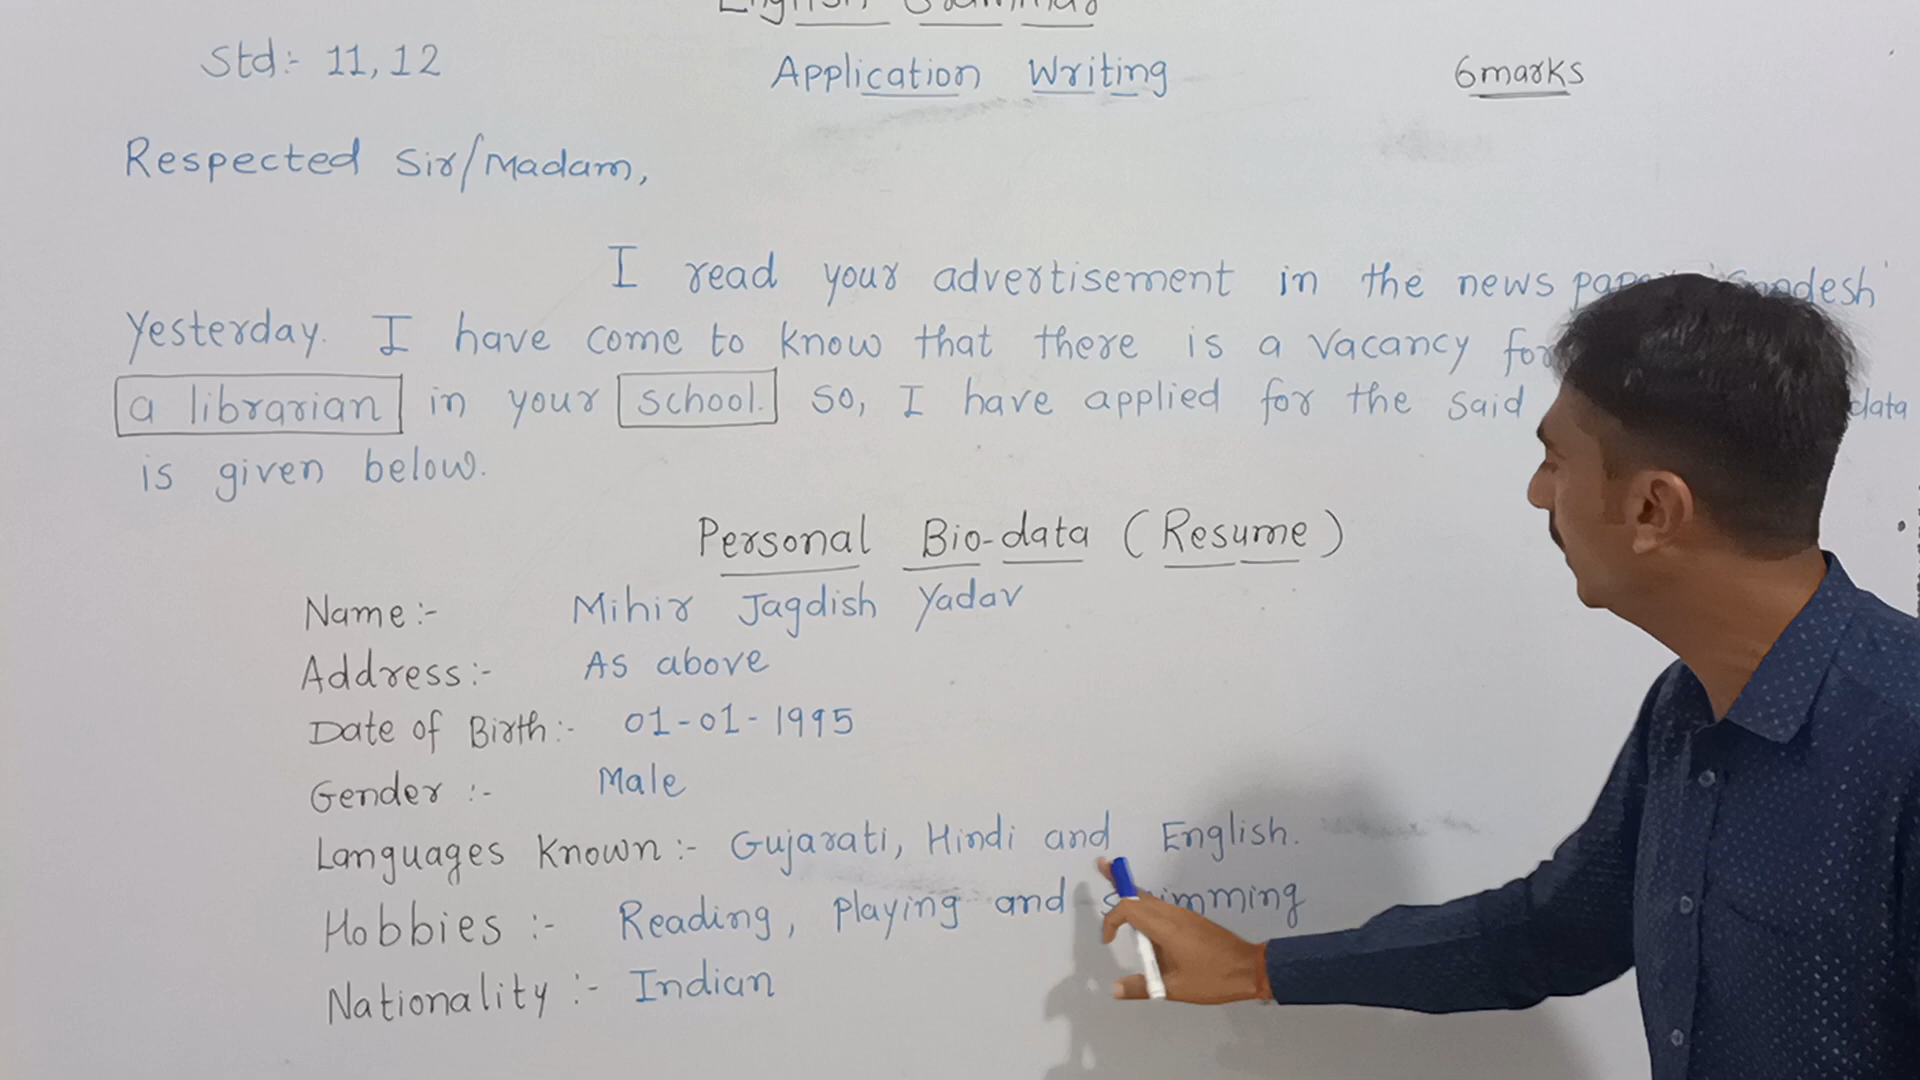 English Grammar
Std:- 11, 12
Application Writing
6marks
Respected Sir/Madam,
I read your advertisement in the news
Yesterday. I have come to know that there is a vacancy for
a librarian in your school. so, I have applied for the said data
is given below.
Personal Bio-data (Resume)
Name:- Mihir Jagdish Yadav
Address:- As above
Date of Birth:- 01-01-1995
Gender :- Male
Languages Known:- Gujarati, Hindi and English.
Hobbies :- Reading, Playing and
Nationality :- Indian